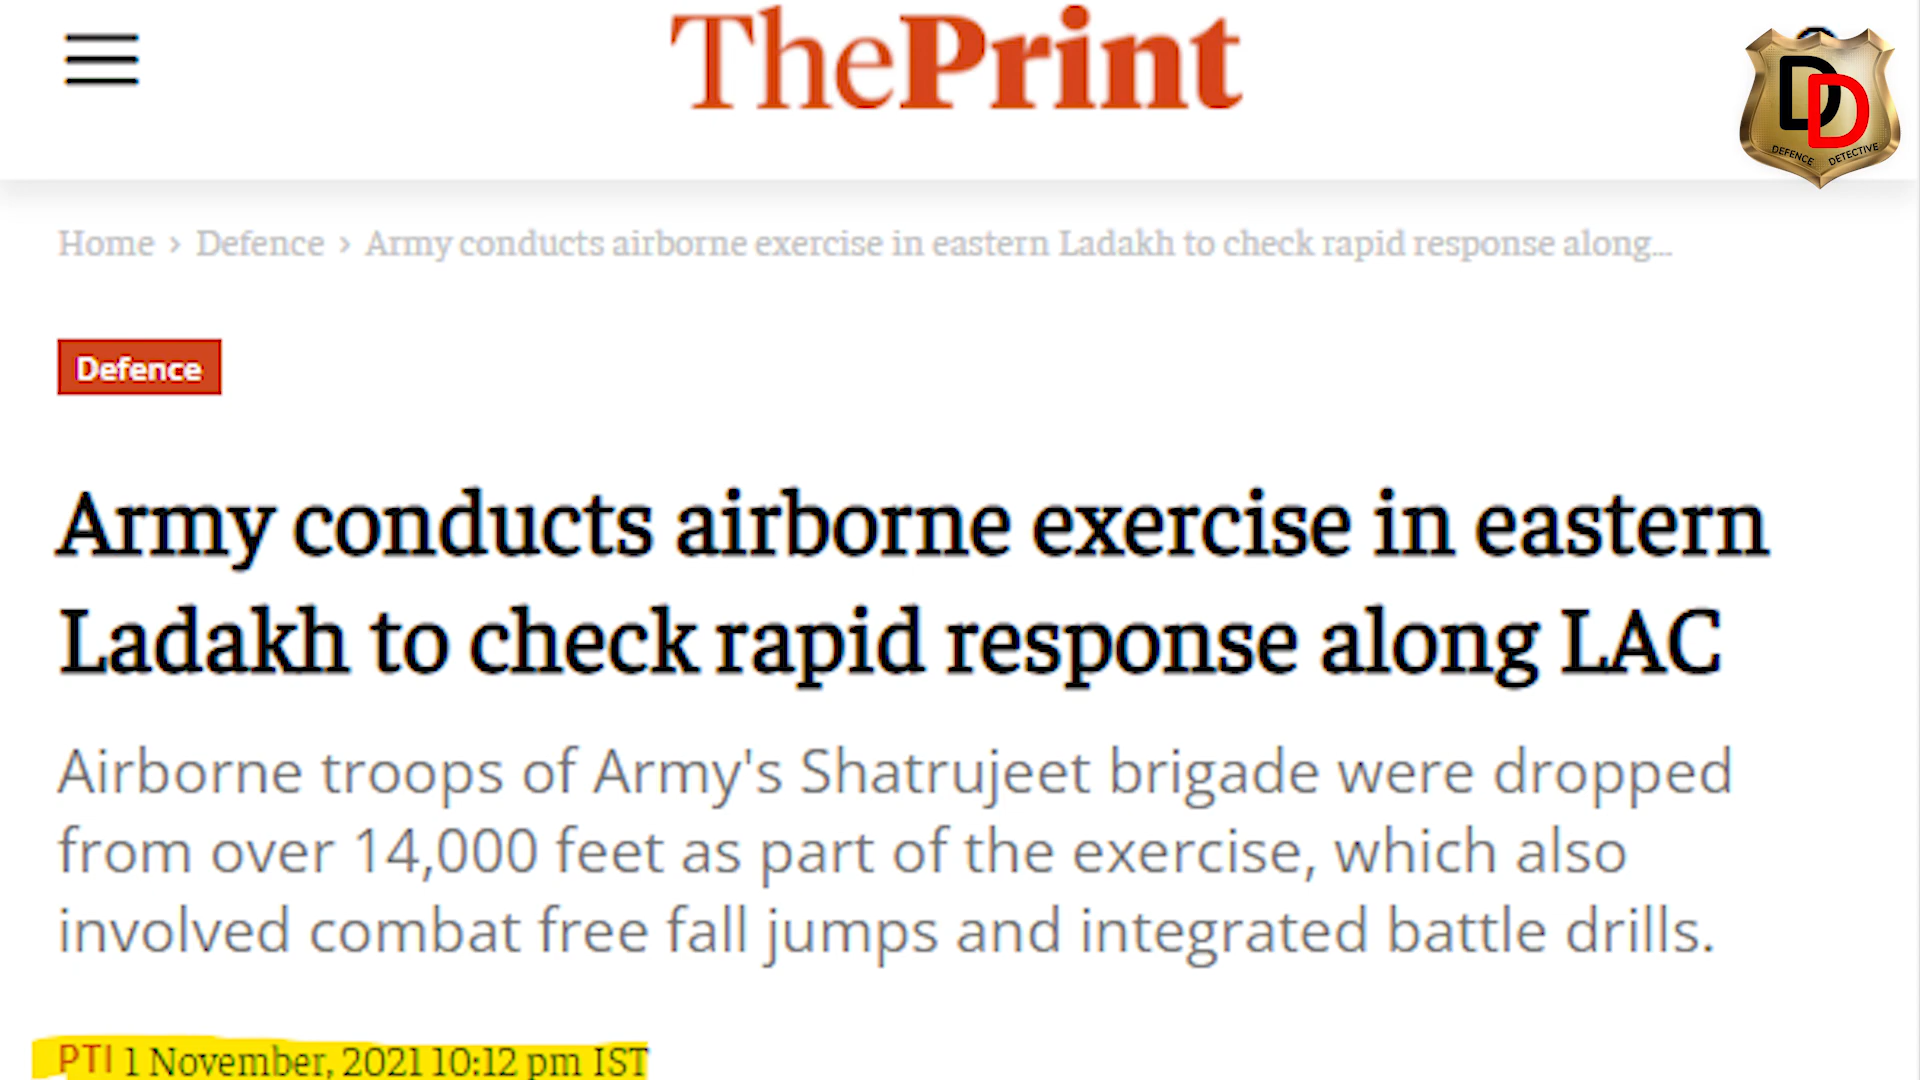 ThePrint
DD
DEFENCE DETECTIVE
Home › Defence › Army conducts airborne exercise in eastern Ladakh to check rapid response along...
Defence
Army conducts airborne exercise in eastern
Ladakh to check rapid response along LAC
Airborne troops of Army's Shatrujeet brigade were dropped
from over 14,000 feet as part of the exercise, which also
involved combat free fall jumps and integrated battle drills.
PTI 1 November, 2021 10:12 pm IST